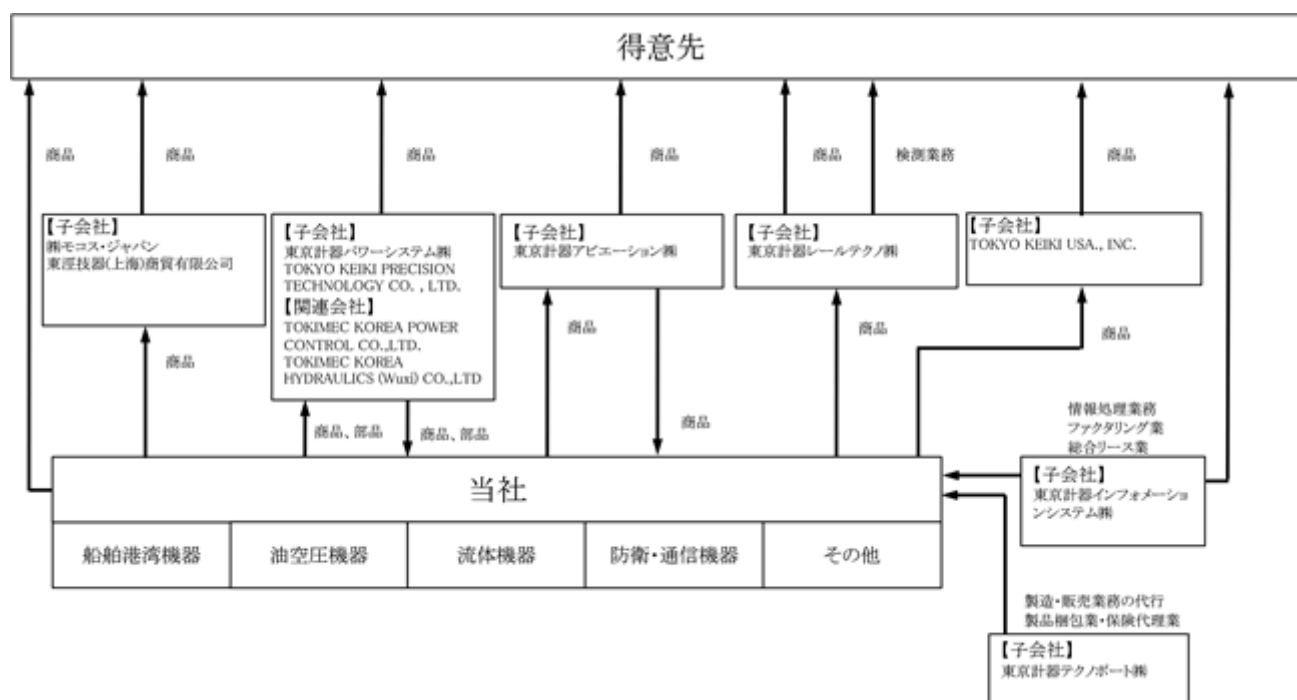 得意先
商品
商品
商品
商品
商品
検測業務
商品
【子会社】
㈱モコス・ジャパン
東涇技器(上海)商貿有限公司
【子会社】
東京計器パワーシステム㈱
TOKYO KEIKI PRECISION
TECHNOLOGY CO. , LTD.
【関連会社】
TOKIMEC KOREA POWER
CONTROL CO.,LTD.
TOKIMEC KOREA
HYDRAULICS (Wuxi) CO.,LTD
【子会社】
東京計器アビエーション㈱
【子会社】
東京計器レールテクノ㈱
【子会社】
TOKYO KEIKI USA., INC.
商品
商品
商品
商品
商品、部品
商品、部品
商品
情報処理業務
ファクタリング業
総合リース業
【子会社】
東京計器インフォメーショ
ンシステム㈱
当社
船舶港湾機器
油空圧機器
流体機器
防衛・通信機器
その他
製造・販売業務の代行
製品梱包業・保険代理業
【子会社】
東京計器テクノポート㈱